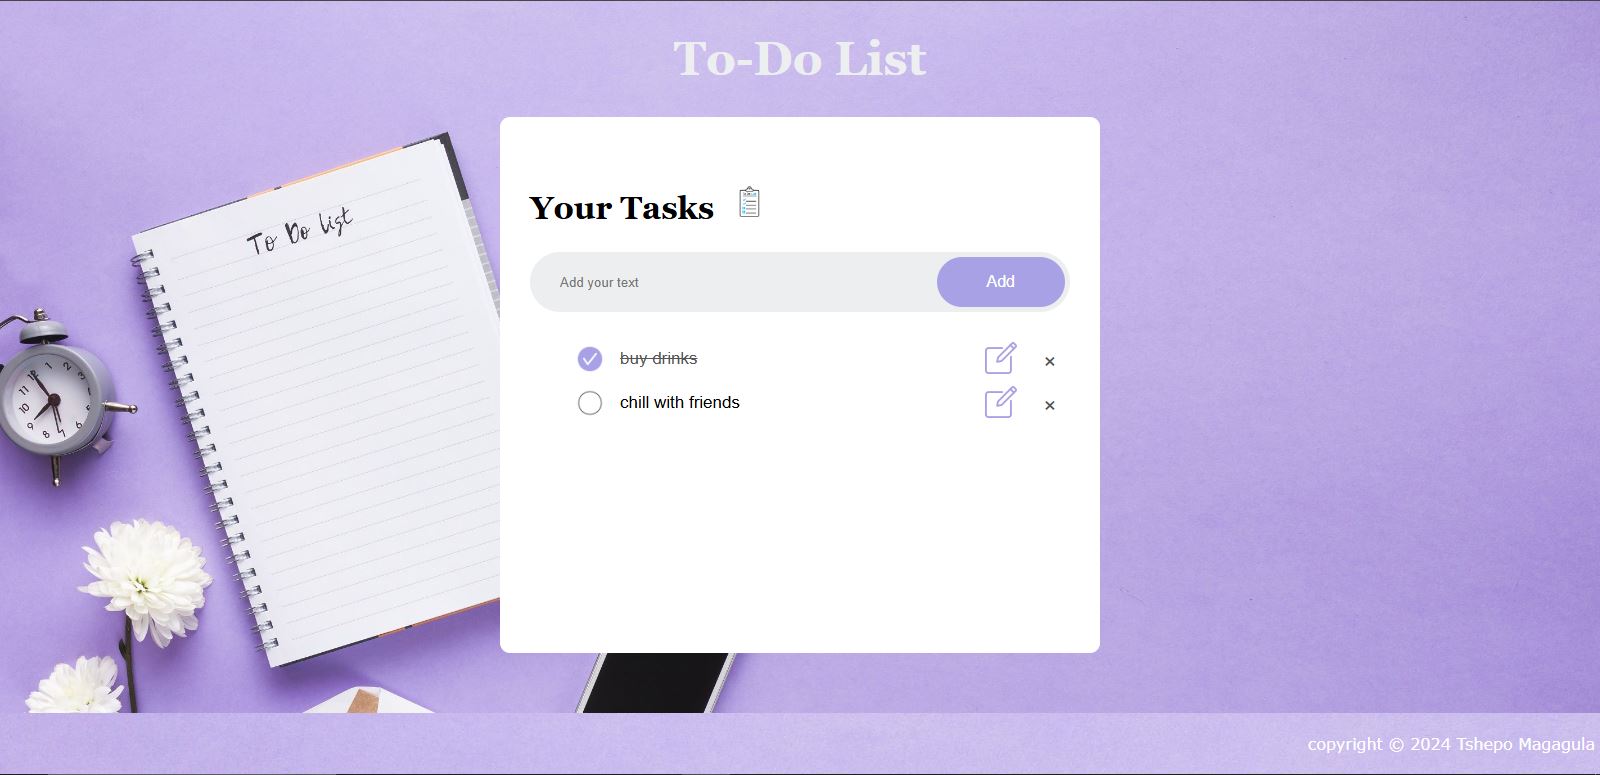 To-Do List
To Do list
Your Tasks
Add your text
Add
buy drinks
×
chill with friends
×
copyright © 2024 Tshepo Magagula